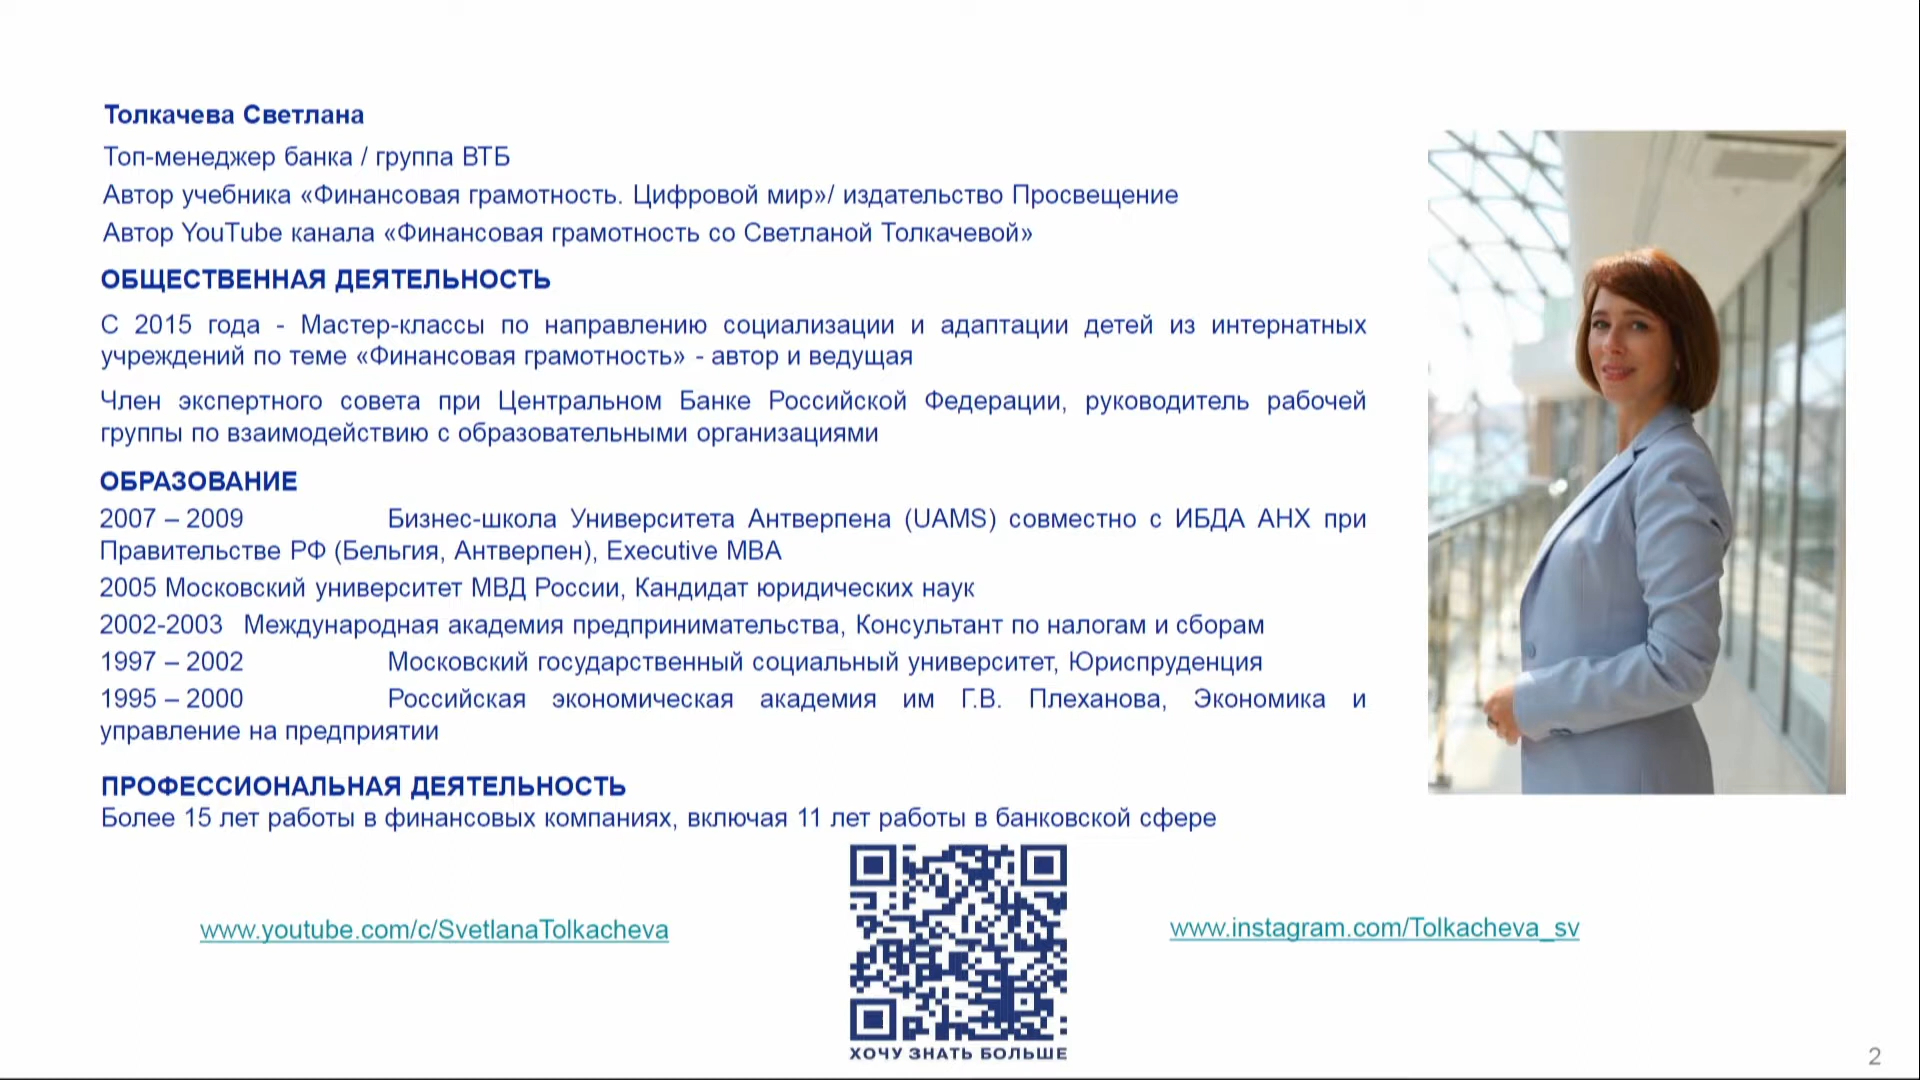 Толкачева Светлана
Топ-менеджер банка / группа ВТБ
Автор учебника «Финансовая грамотность. Цифровой мир»/ издательство Просвещение
Автор YouTube канала «Финансовая грамотность со Светланой Толкачевой»
ОБЩЕСТВЕННАЯ ДЕЯТЕЛЬНОСТЬ
С 2015 года - Мастер-классы по направлению социализации и адаптации детей из интернатных
учреждений по теме «Финансовая грамотность» - автор и ведущая
Член экспертного совета при Центральном Банке Российской Федерации, руководитель рабочей
группы по взаимодействию с образовательными организациями
ОБРАЗОВАНИЕ
2007 – 2009 Бизнес-школа Университета Антверпена (UAMS) совместно с ИБДА АНХ при
Правительстве РФ (Бельгия, Антверпен), Executive MBA
2005 Московский университет МВД России, Кандидат юридических наук
2002-2003 Международная академия предпринимательства, Консультант по налогам и сборам
1997 – 2002 Московский государственный социальный университет, Юриспруденция
1995 – 2000 Российская экономическая академия им Г.В. Плеханова, Экономика и
управление на предприятии
ПРОФЕССИОНАЛЬНАЯ ДЕЯТЕЛЬНОСТЬ
Более 15 лет работы в финансовых компаниях, включая 11 лет работы в банковской сфере
www.youtube.com/c/SvetlanaTolkacheva
www.instagram.com/Tolkacheva_sv
ХОЧУ ЗНАТЬ БОЛЬШЕ
2